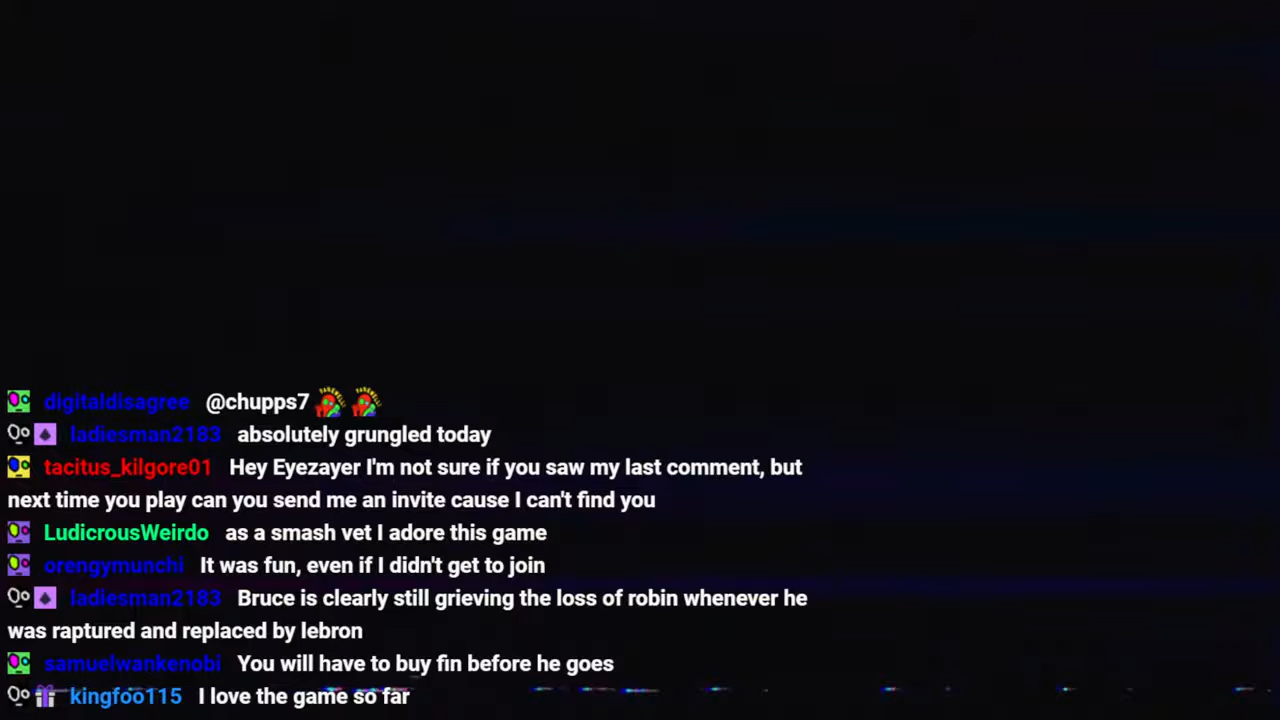 digitaldisagree @chupps7
ladiesman2183 absolutely grungled today
tacitus_kilgore01 Hey Eyezayer I'm not sure if you saw my last comment, but
next time you play can you send me an invite cause I can't find you
LudicrousWeirdo as a smash vet I adore this game
orengymunchi It was fun, even if I didn't get to join
ladiesman2183 Bruce is clearly still grieving the loss of robin whenever he
was raptured and replaced by lebron
samuelwankenobi You will have to buy fin before he goes
kingfoo115 I love the game so far